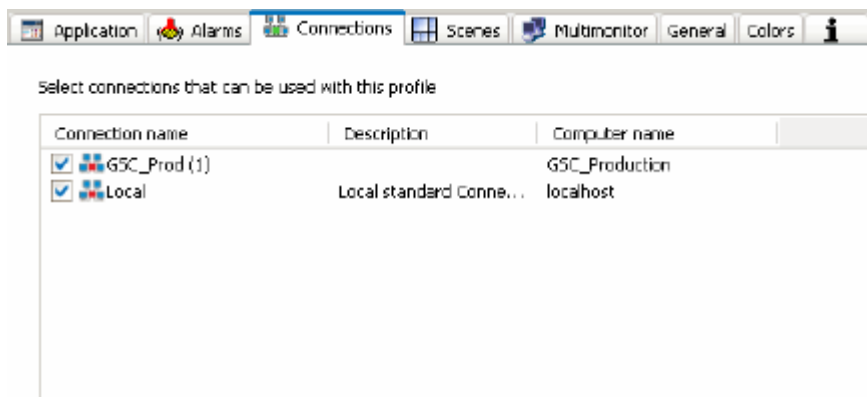 Application Alarms Connections Scenes Multimonitor General Colors i
Select connections that can be used with this profile
Connection name Description Computer name
GSC_Prod (1) GSC_Production
Local Local standard Conne... localhost